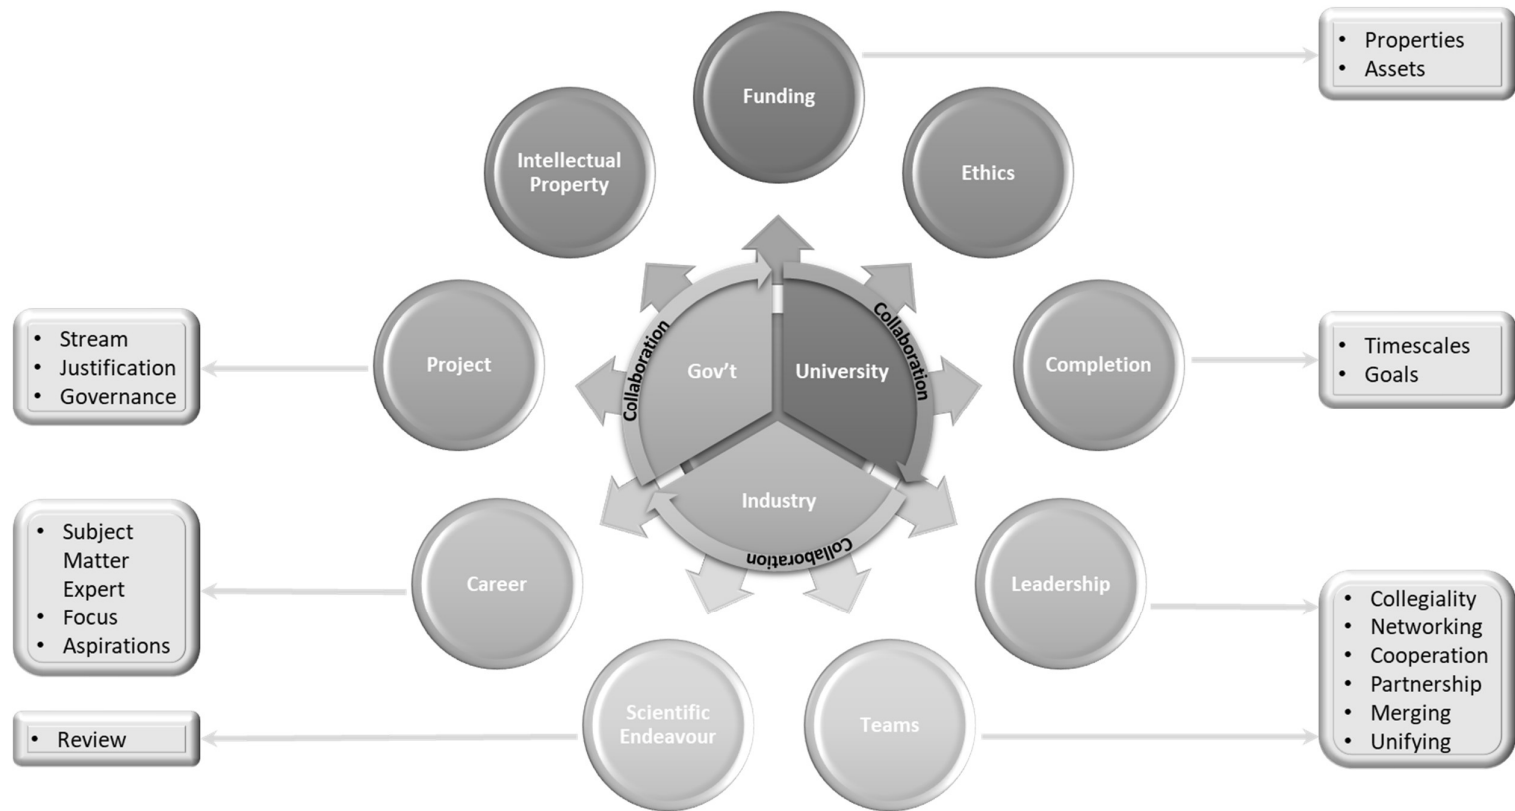 Funding
• Properties
• Assets
Intellectual
Property
Ethics
• Stream
• Justification
• Governance
Project
Collaboration
Gov't
University
Collaboration
Completion
• Timescales
• Goals
Industry
Collaboration
• Subject
Matter
Expert
• Focus
• Aspirations
Career
Leadership
• Collegiality
• Networking
• Cooperation
• Partnership
• Merging
• Unifying
• Review
Scientific
Endeavour
Teams